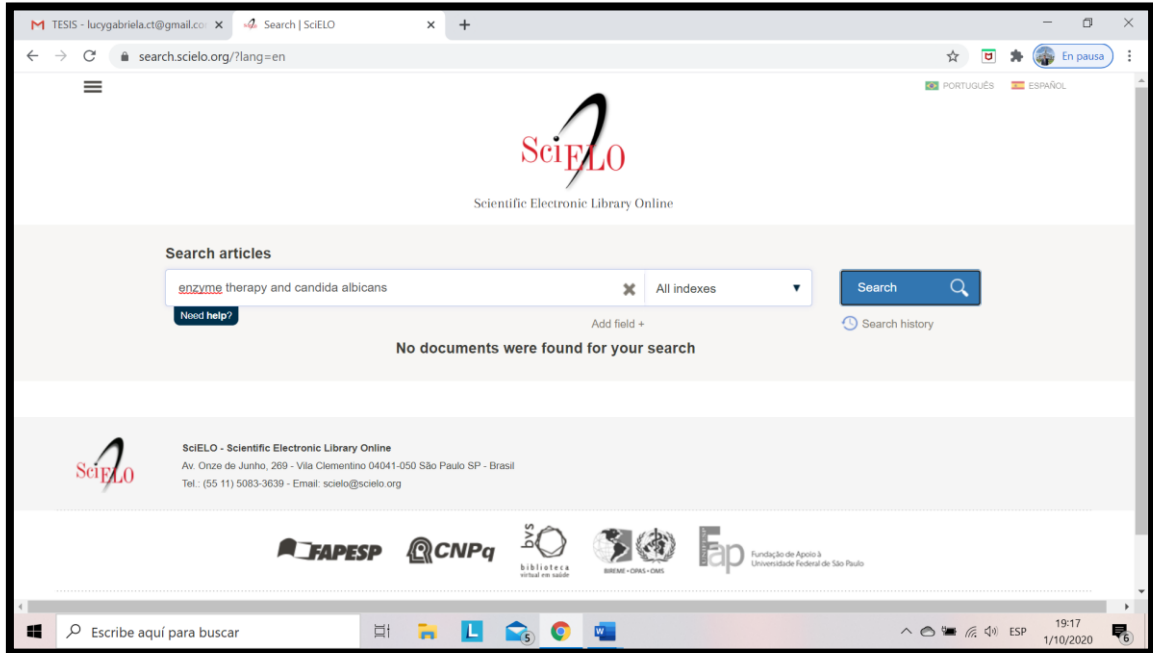 TESIS - lucygabriela.ct@gmail.co
Search | SciELO
search.scielo.org/?lang=en
En pausa
PORTUGUÊS
ESPAÑOL
SciELO
Scientific Electronic Library Online
Search articles
enzyme therapy and candida albicans
All indexes
Search
Need help?
Add field +
Search history
No documents were found for your search
SciELO
SciELO - Scientific Electronic Library Online
Av. Onze de Junho, 269 - Vila Clementino 04041-050 São Paulo SP - Brasil
Tel.: (55 11) 5083-3639 - Email: scielo@scielo.org
FAPESP
CNPq
bvs
biblioteca
virtual em saúde
BIREME - OPAS - OMS
Fap
Fundação de Apoio à
Universidade Federal de São Paulo
Escribe aquí para buscar
L
5
W
ESP
19:17
1/10/2020
6